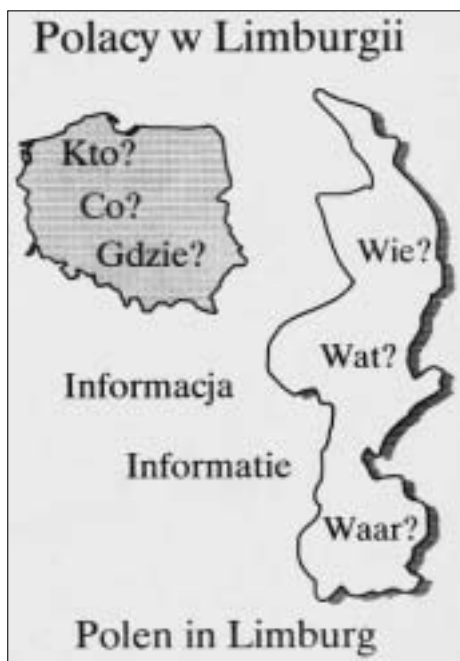 Polacy w Limburgii
Kto?
Co?
Gdzie?
Wie?
Wat?
Informacja
Informatie
Waar?
Polen in Limburg